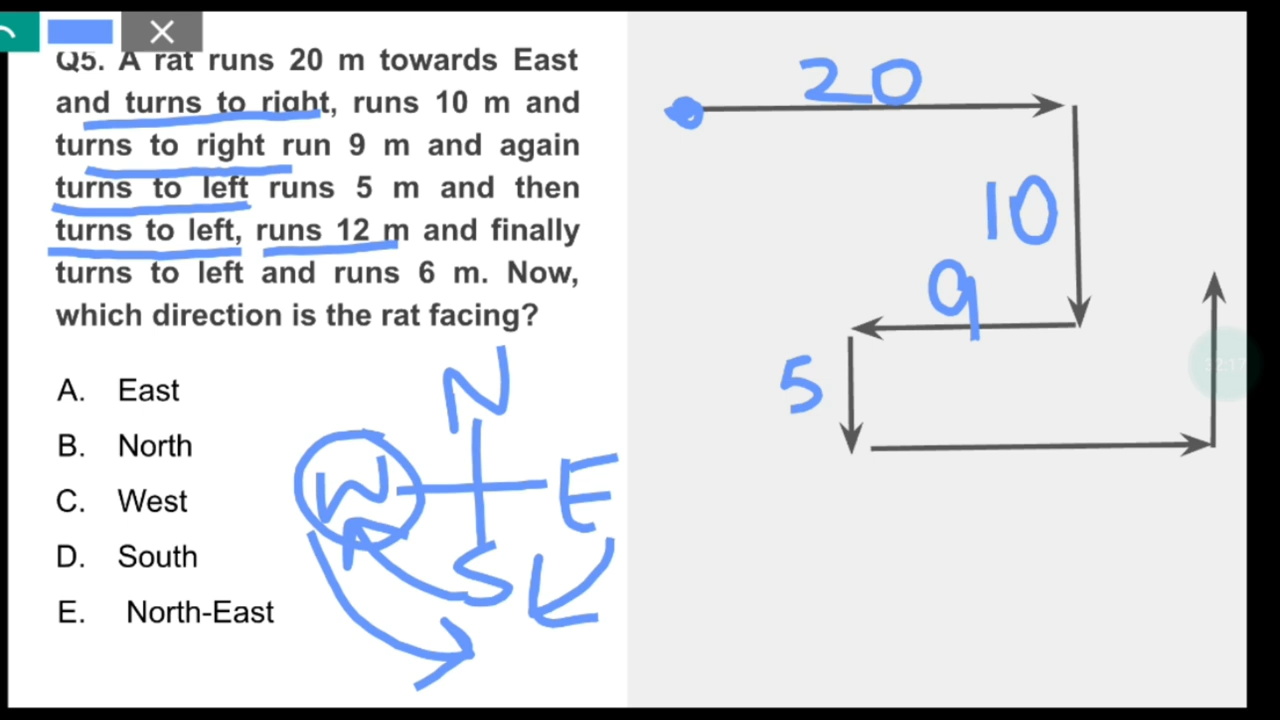 Q5. A rat runs 20 m towards East
and turns to right, runs 10 m and
turns to right run 9 m and again
turns to left runs 5 m and then
turns to left, runs 12 m and finally
turns to left and runs 6 m. Now,
which direction is the rat facing?
A. East
B. North
C. West
D. South
E. North-East
N
W E
S
20
10
9
5